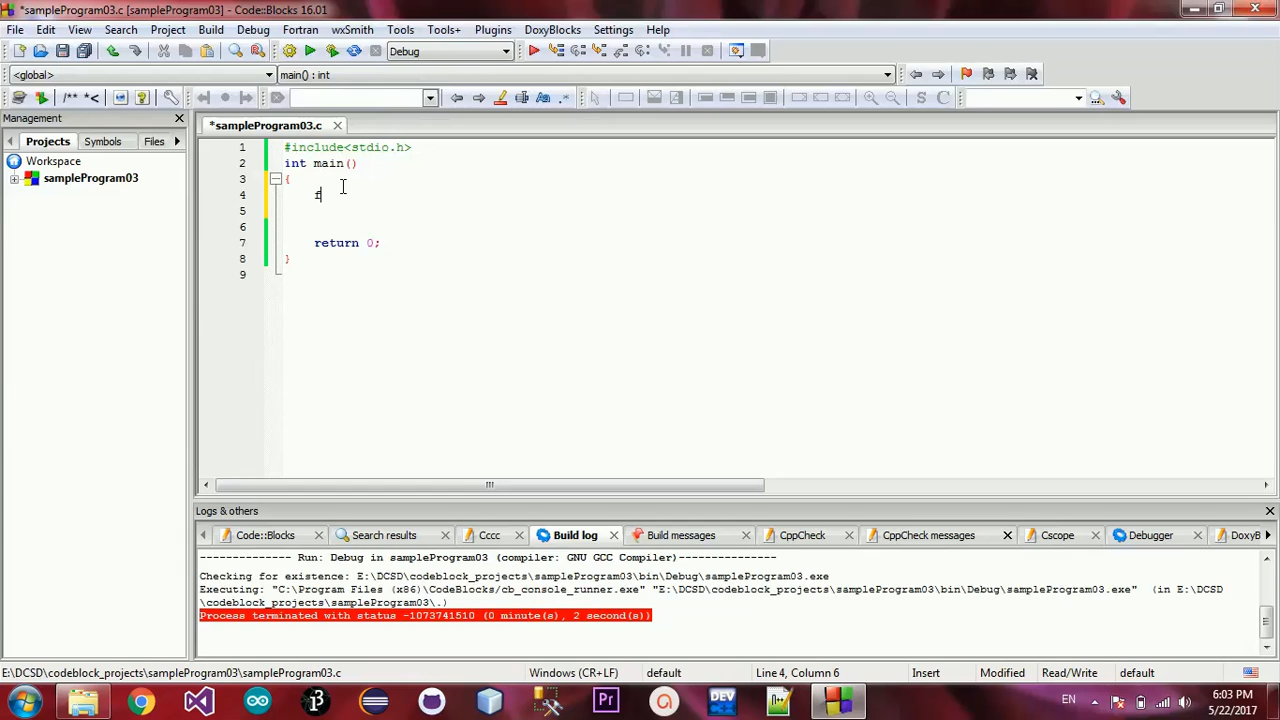 *sampleProgram03.c [sampleProgram03] - Code::Blocks 16.01
File Edit View Search Project Build Debug Fortran wxSmith Tools Tools+ Plugins DoxyBlocks Settings Help
Debug
<global> main() : int
/** *<
Management
*sampleProgram03.c
Projects Symbols Files
Workspace
sampleProgram03
1 #include<stdio.h>
2 int main()
3 {
4 f
5
6
7 return 0;
8 }
9
Logs & others
Code::Blocks Search results Cccc Build log Build messages CppCheck CppCheck messages Cscope Debugger DoxyB
-------------- Run: Debug in sampleProgram03 (compiler: GNU GCC Compiler)---------------
Checking for existence: E:\DCSD\codeblock_projects\sampleProgram03\bin\Debug\sampleProgram03.exe
Executing: "C:\Program Files (x86)\CodeBlocks/cb_console_runner.exe" "E:\DCSD\codeblock_projects\sampleProgram03\bin\Debug\sampleProgram03.exe"  (in E:\DCSD
\codeblock_projects\sampleProgram03\.)
Process terminated with status -1073741510 (0 minute(s), 2 second(s))
E:\DCSD\codeblock_projects\sampleProgram03\sampleProgram03.c Windows (CR+LF) default Line 4, Column 6 Insert Modified Read/Write default
Pr DEV EN 6:03 PM
5/22/2017